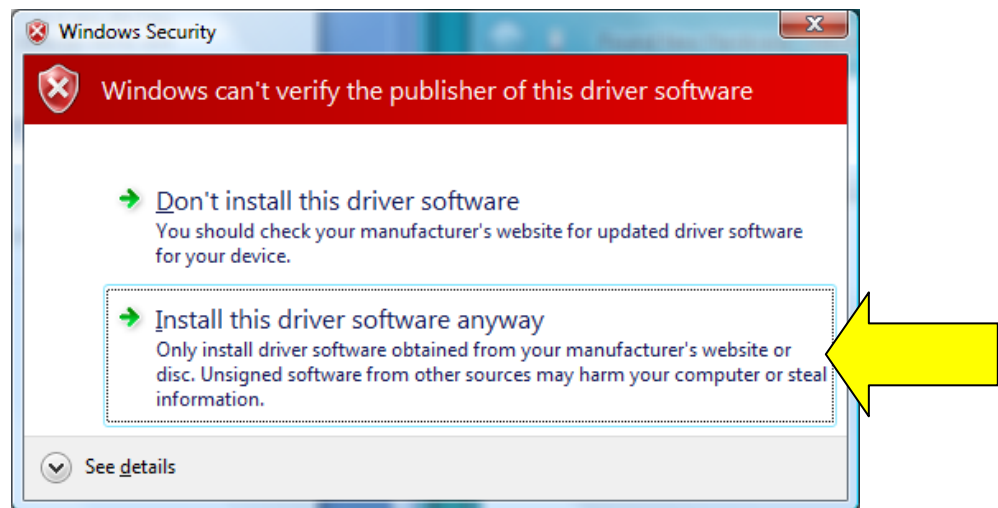 Windows Security
Windows can't verify the publisher of this driver software
Don't install this driver software
You should check your manufacturer's website for updated driver software
for your device.
Install this driver software anyway
Only install driver software obtained from your manufacturer's website or
disc. Unsigned software from other sources may harm your computer or steal
information.
See details